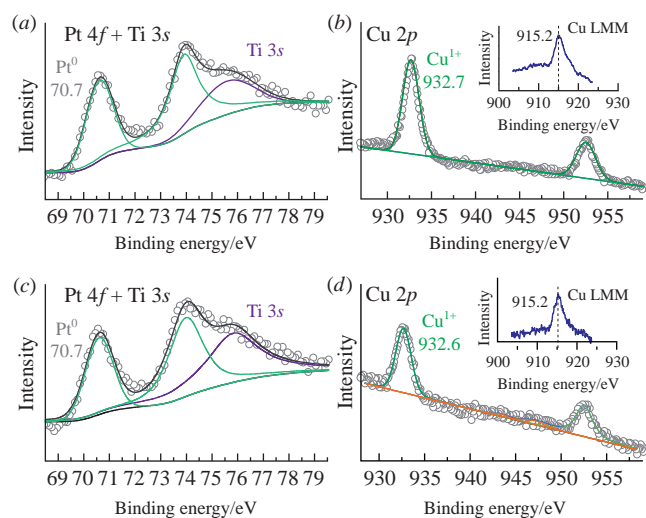 (a)
Pt 4f + Ti 3s
Pt⁰
70.7
Ti 3s
Intensity
69 70 71 72 73 74 75 76 77 78 79
Binding energy/eV
(b)
Cu 2p
Cu¹⁺
932.7
Intensity
930 935 940 945 950 955
Binding energy/eV
915.2
Cu LMM
Intensity
900 910 920 930
Binding energy/eV
(c)
Pt 4f + Ti 3s
Pt⁰
70.7
Ti 3s
Intensity
69 70 71 72 73 74 75 76 77 78 79
Binding energy/eV
(d)
Cu 2p
Cu¹⁺
932.6
Intensity
930 935 940 945 950 955
Binding energy/eV
915.2
Cu LMM
Intensity
900 910 920 930
Binding energy/eV